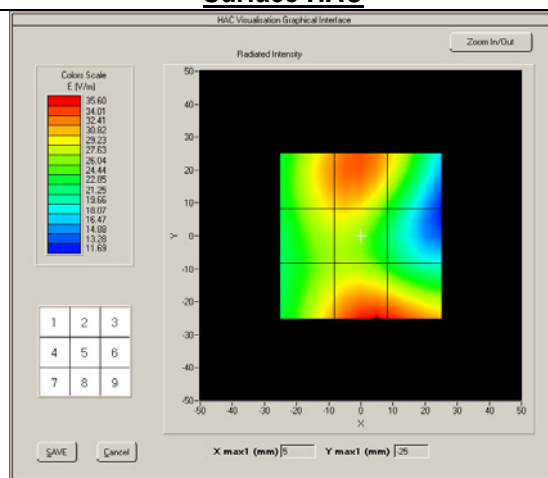 Surface HAC
HAC Visualisation Graphical Interface
Zoom In/Out
Radiated Intensity
Colors Scale
E (V/m)
35.60
34.01
32.41
30.82
29.23
27.63
26.04
24.44
22.85
21.25
19.66
18.07
16.47
14.88
13.28
11.69
50
40
30
20
10
0
-10
-20
-30
-40
-50
Y
-50 -40 -30 -20 -10 0 10 20 30 40 50
X
1 2 3
4 5 6
7 8 9
SAVE
Cancel
X max1 (mm) 5 Y max1 (mm) -25